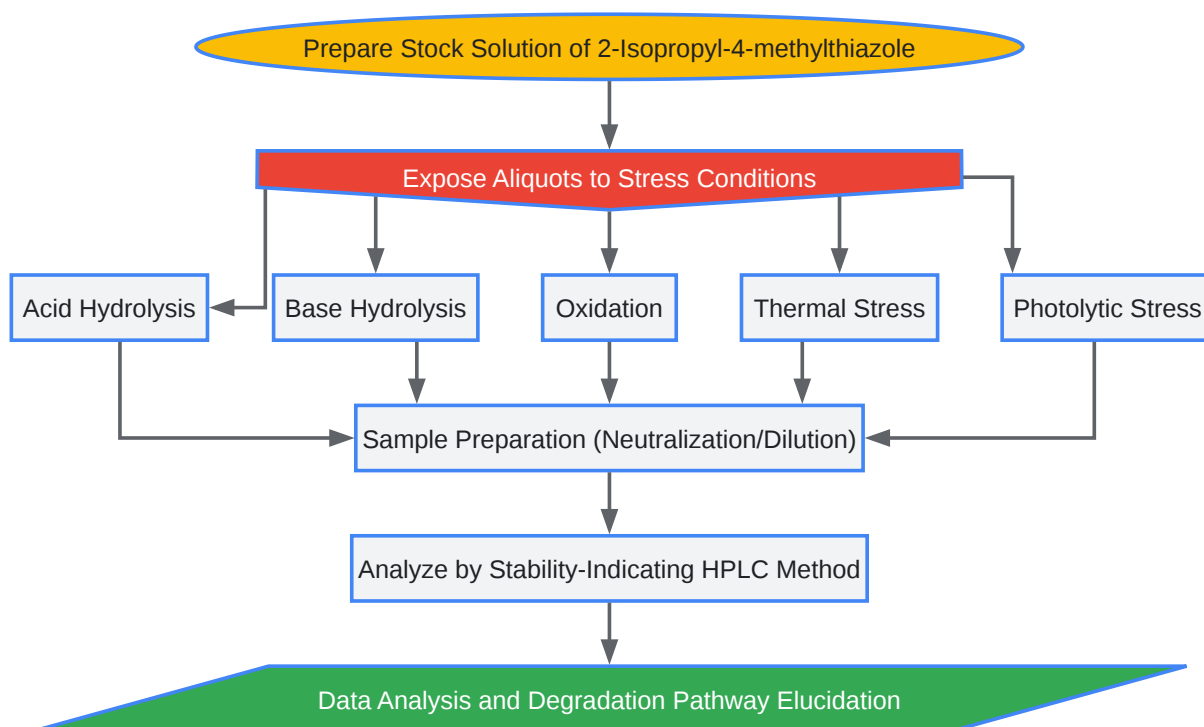 Prepare Stock Solution of 2-Isopropyl-4-methylthiazole
Expose Aliquots to Stress Conditions
Acid Hydrolysis
Base Hydrolysis
Oxidation
Thermal Stress
Photolytic Stress
Sample Preparation (Neutralization/Dilution)
Analyze by Stability-Indicating HPLC Method
Data Analysis and Degradation Pathway Elucidation